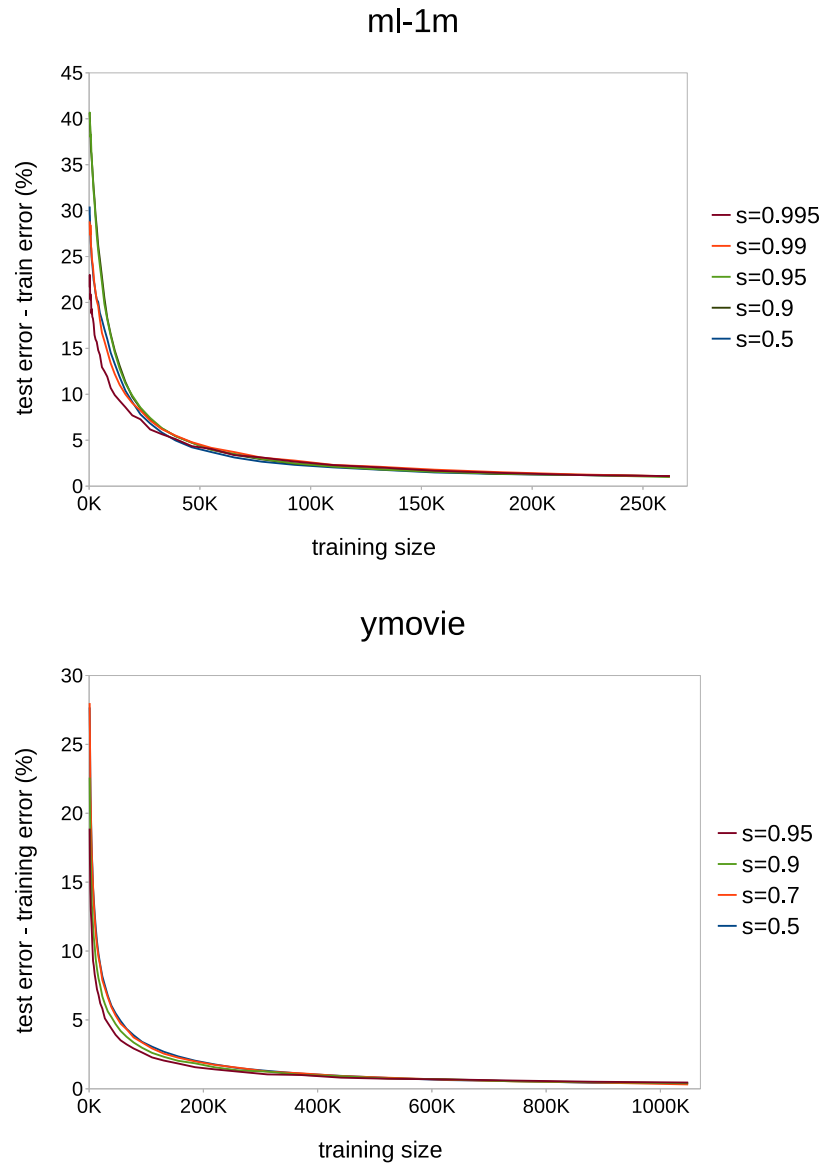 ml-1m
45
40
35
30
25
20
15
10
5
0
test error - train error (%)
0K 50K 100K 150K 200K 250K
training size
s=0.995
s=0.99
s=0.95
s=0.9
s=0.5
ymovie
30
25
20
15
10
5
0
test error - training error (%)
0K 200K 400K 600K 800K 1000K
training size
s=0.95
s=0.9
s=0.7
s=0.5